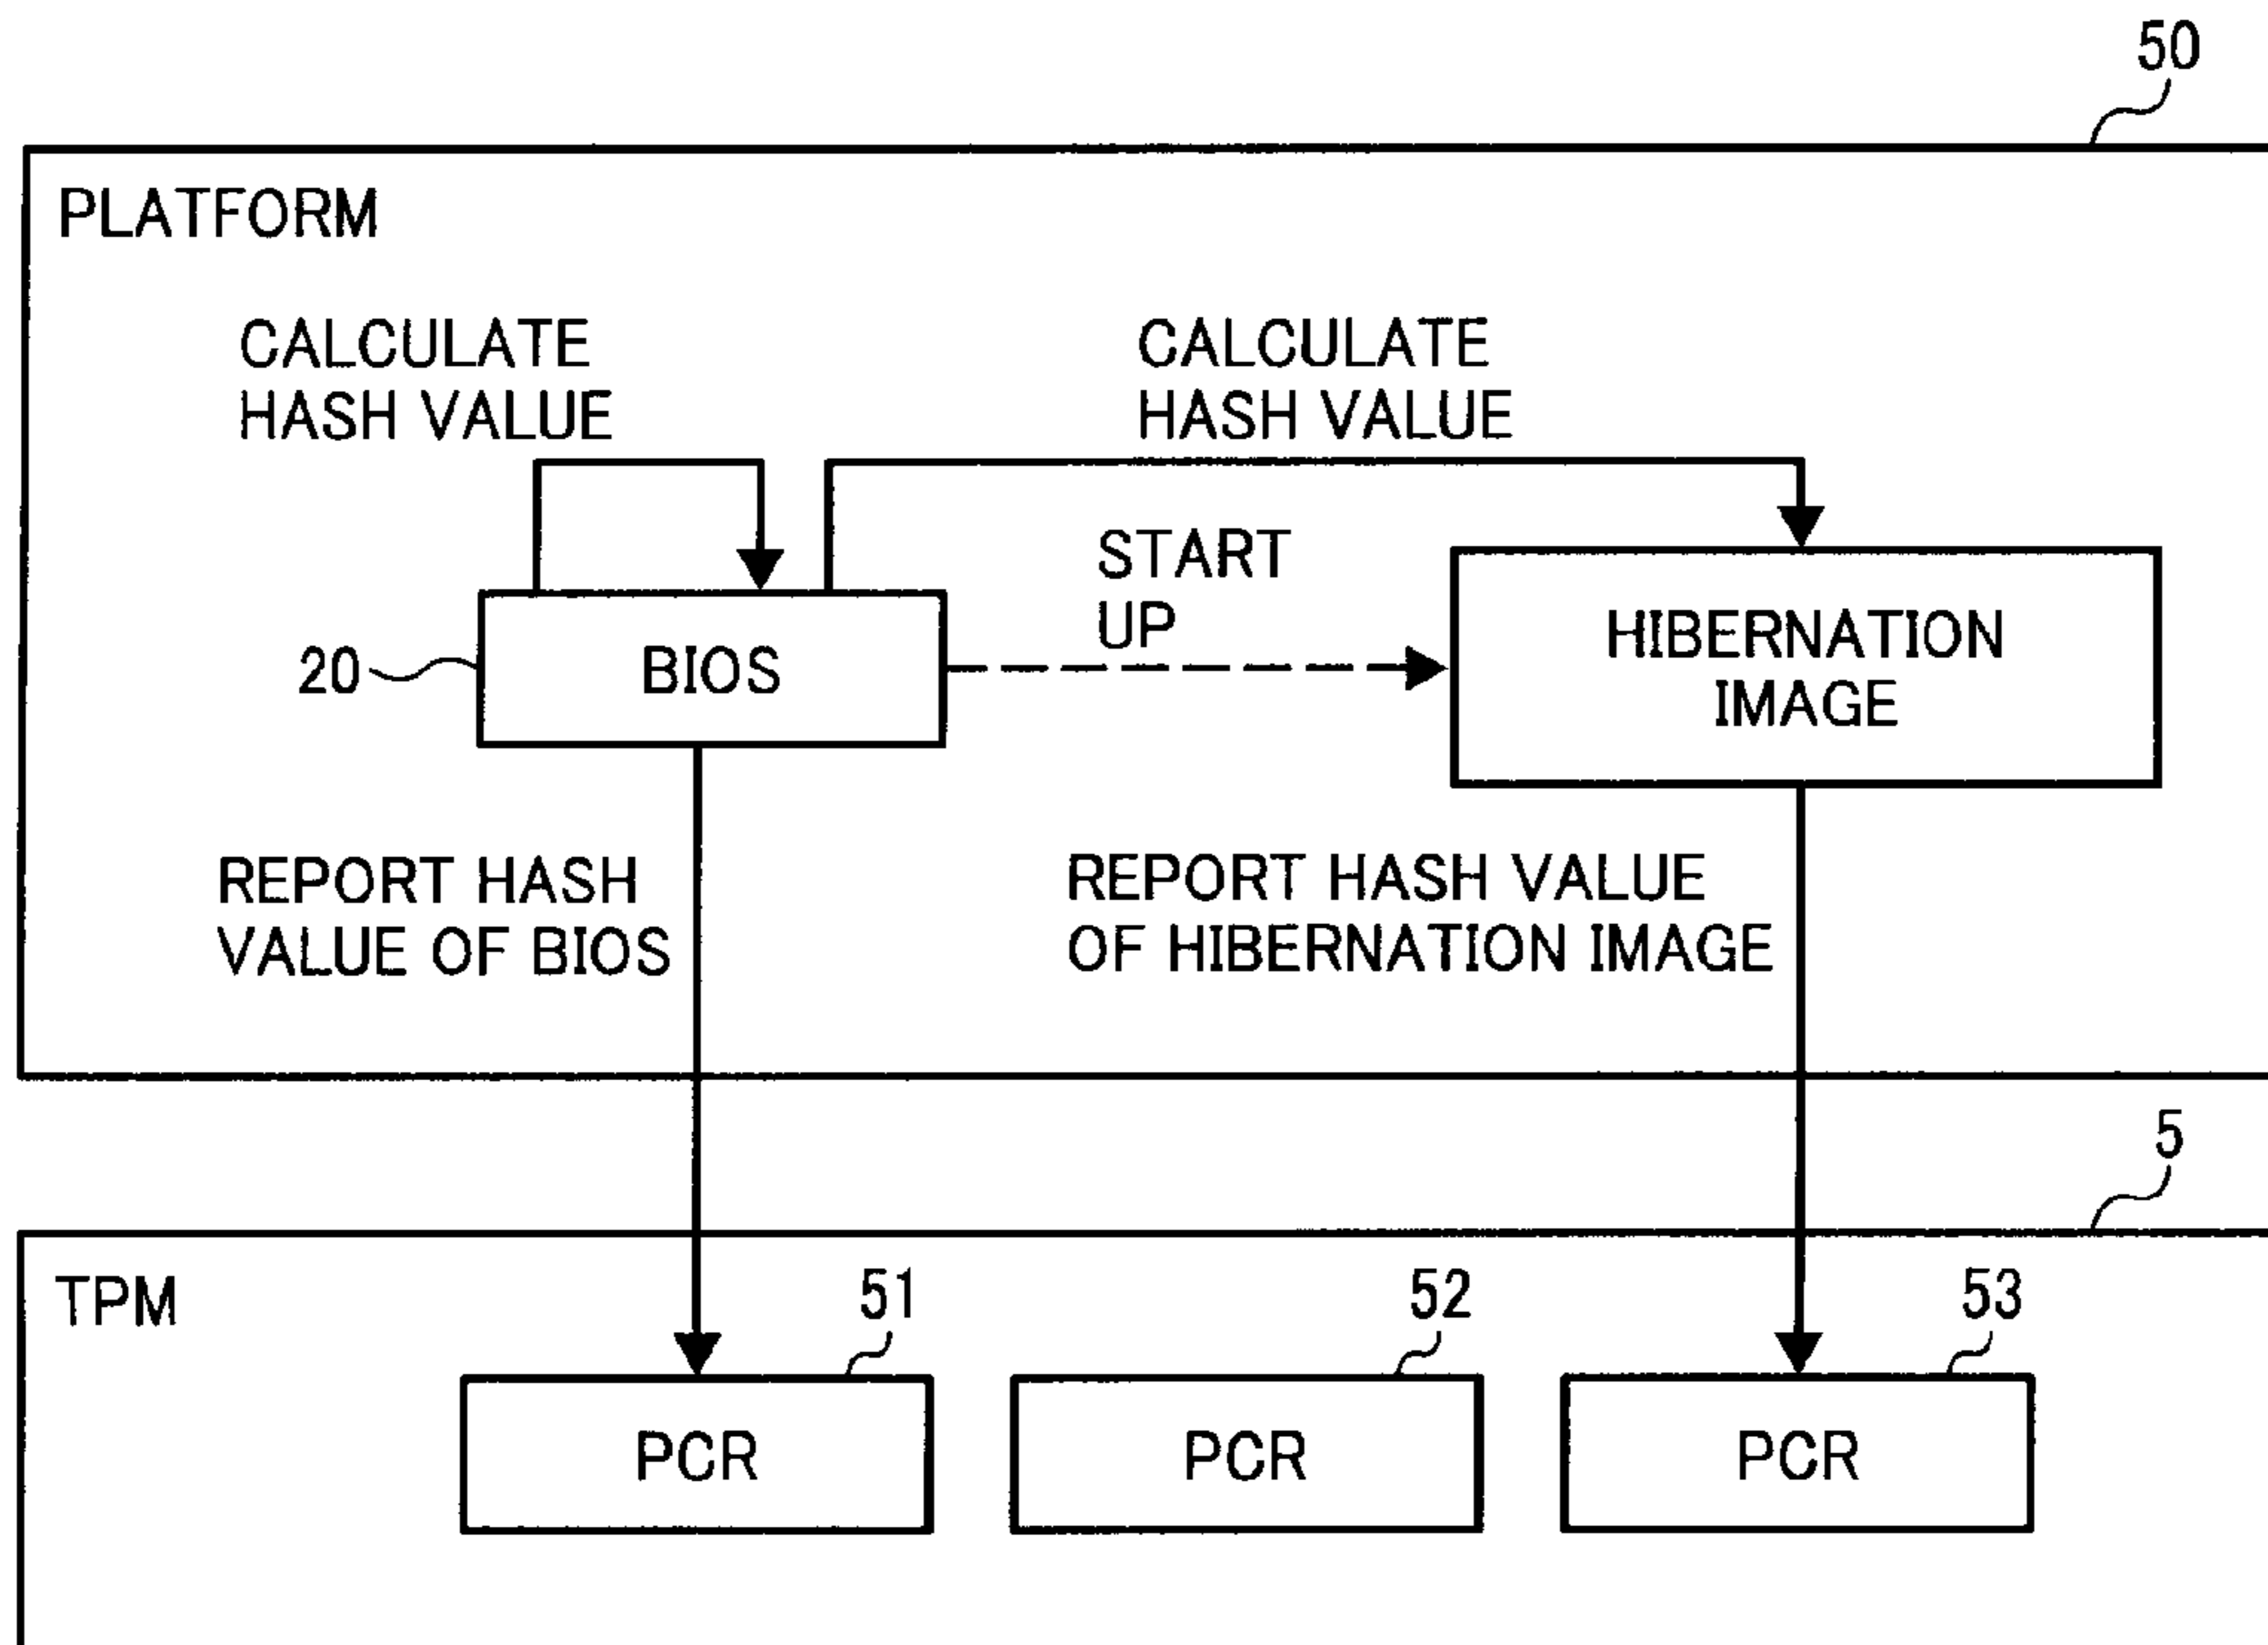 50
PLATFORM
CALCULATE
HASH VALUE
CALCULATE
HASH VALUE
START
UP
20
BIOS
HIBERNATION
IMAGE
REPORT HASH
VALUE OF BIOS
REPORT HASH VALUE
OF HIBERNATION IMAGE
5
TPM
51
52
53
PCR
PCR
PCR